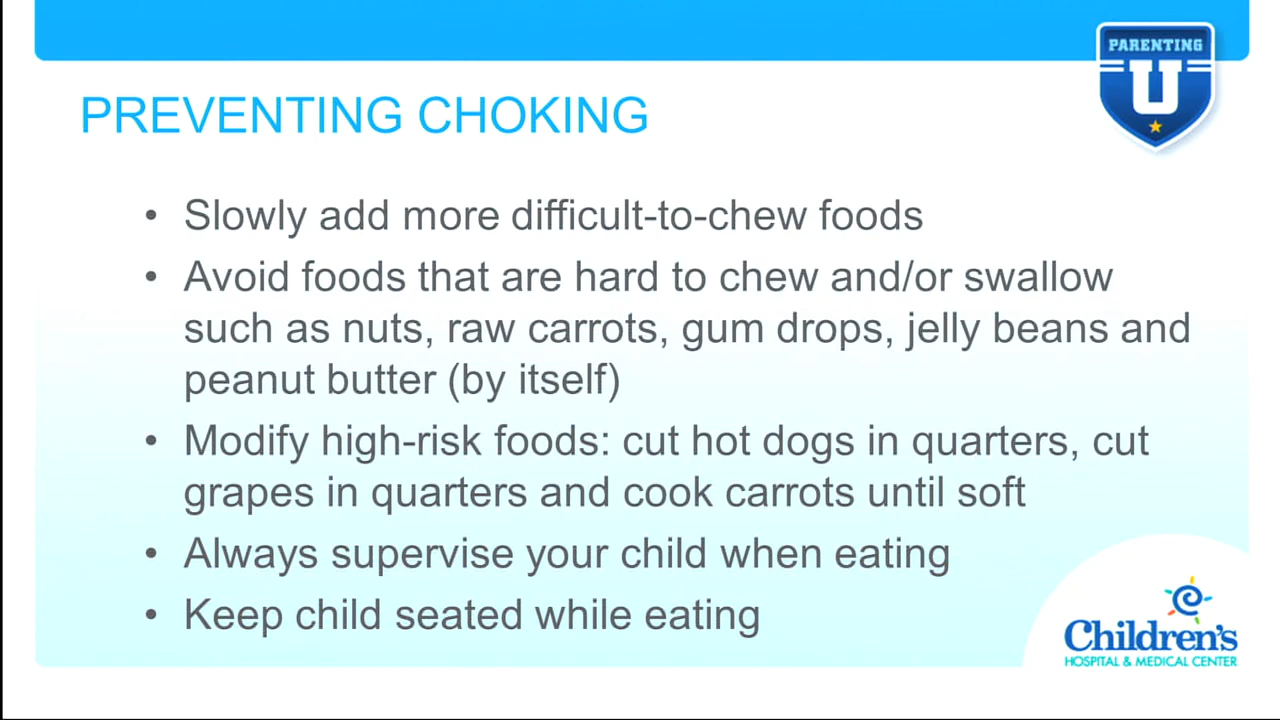 PARENTING
U
PREVENTING CHOKING
• Slowly add more difficult-to-chew foods
• Avoid foods that are hard to chew and/or swallow
such as nuts, raw carrots, gum drops, jelly beans and
peanut butter (by itself)
• Modify high-risk foods: cut hot dogs in quarters, cut
grapes in quarters and cook carrots until soft
• Always supervise your child when eating
• Keep child seated while eating
Children's
HOSPITAL & MEDICAL CENTER